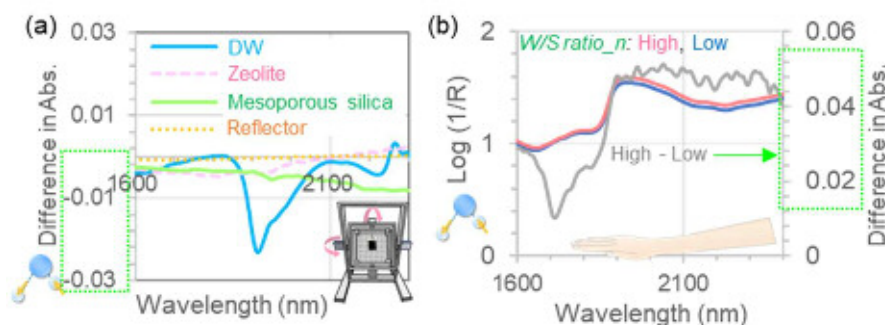 (a)
0.03
0.01
-0.01
-0.03
Difference in Abs.
DW
Zeolite
Mesoporous silica
Reflector
1600
2100
Wavelength (nm)
(b)
2
1
0
Log (1/R)
W/S ratio_n: High, Low
High - Low
0.06
0.04
0.02
0
Difference in Abs.
1600
2100
Wavelength (nm)